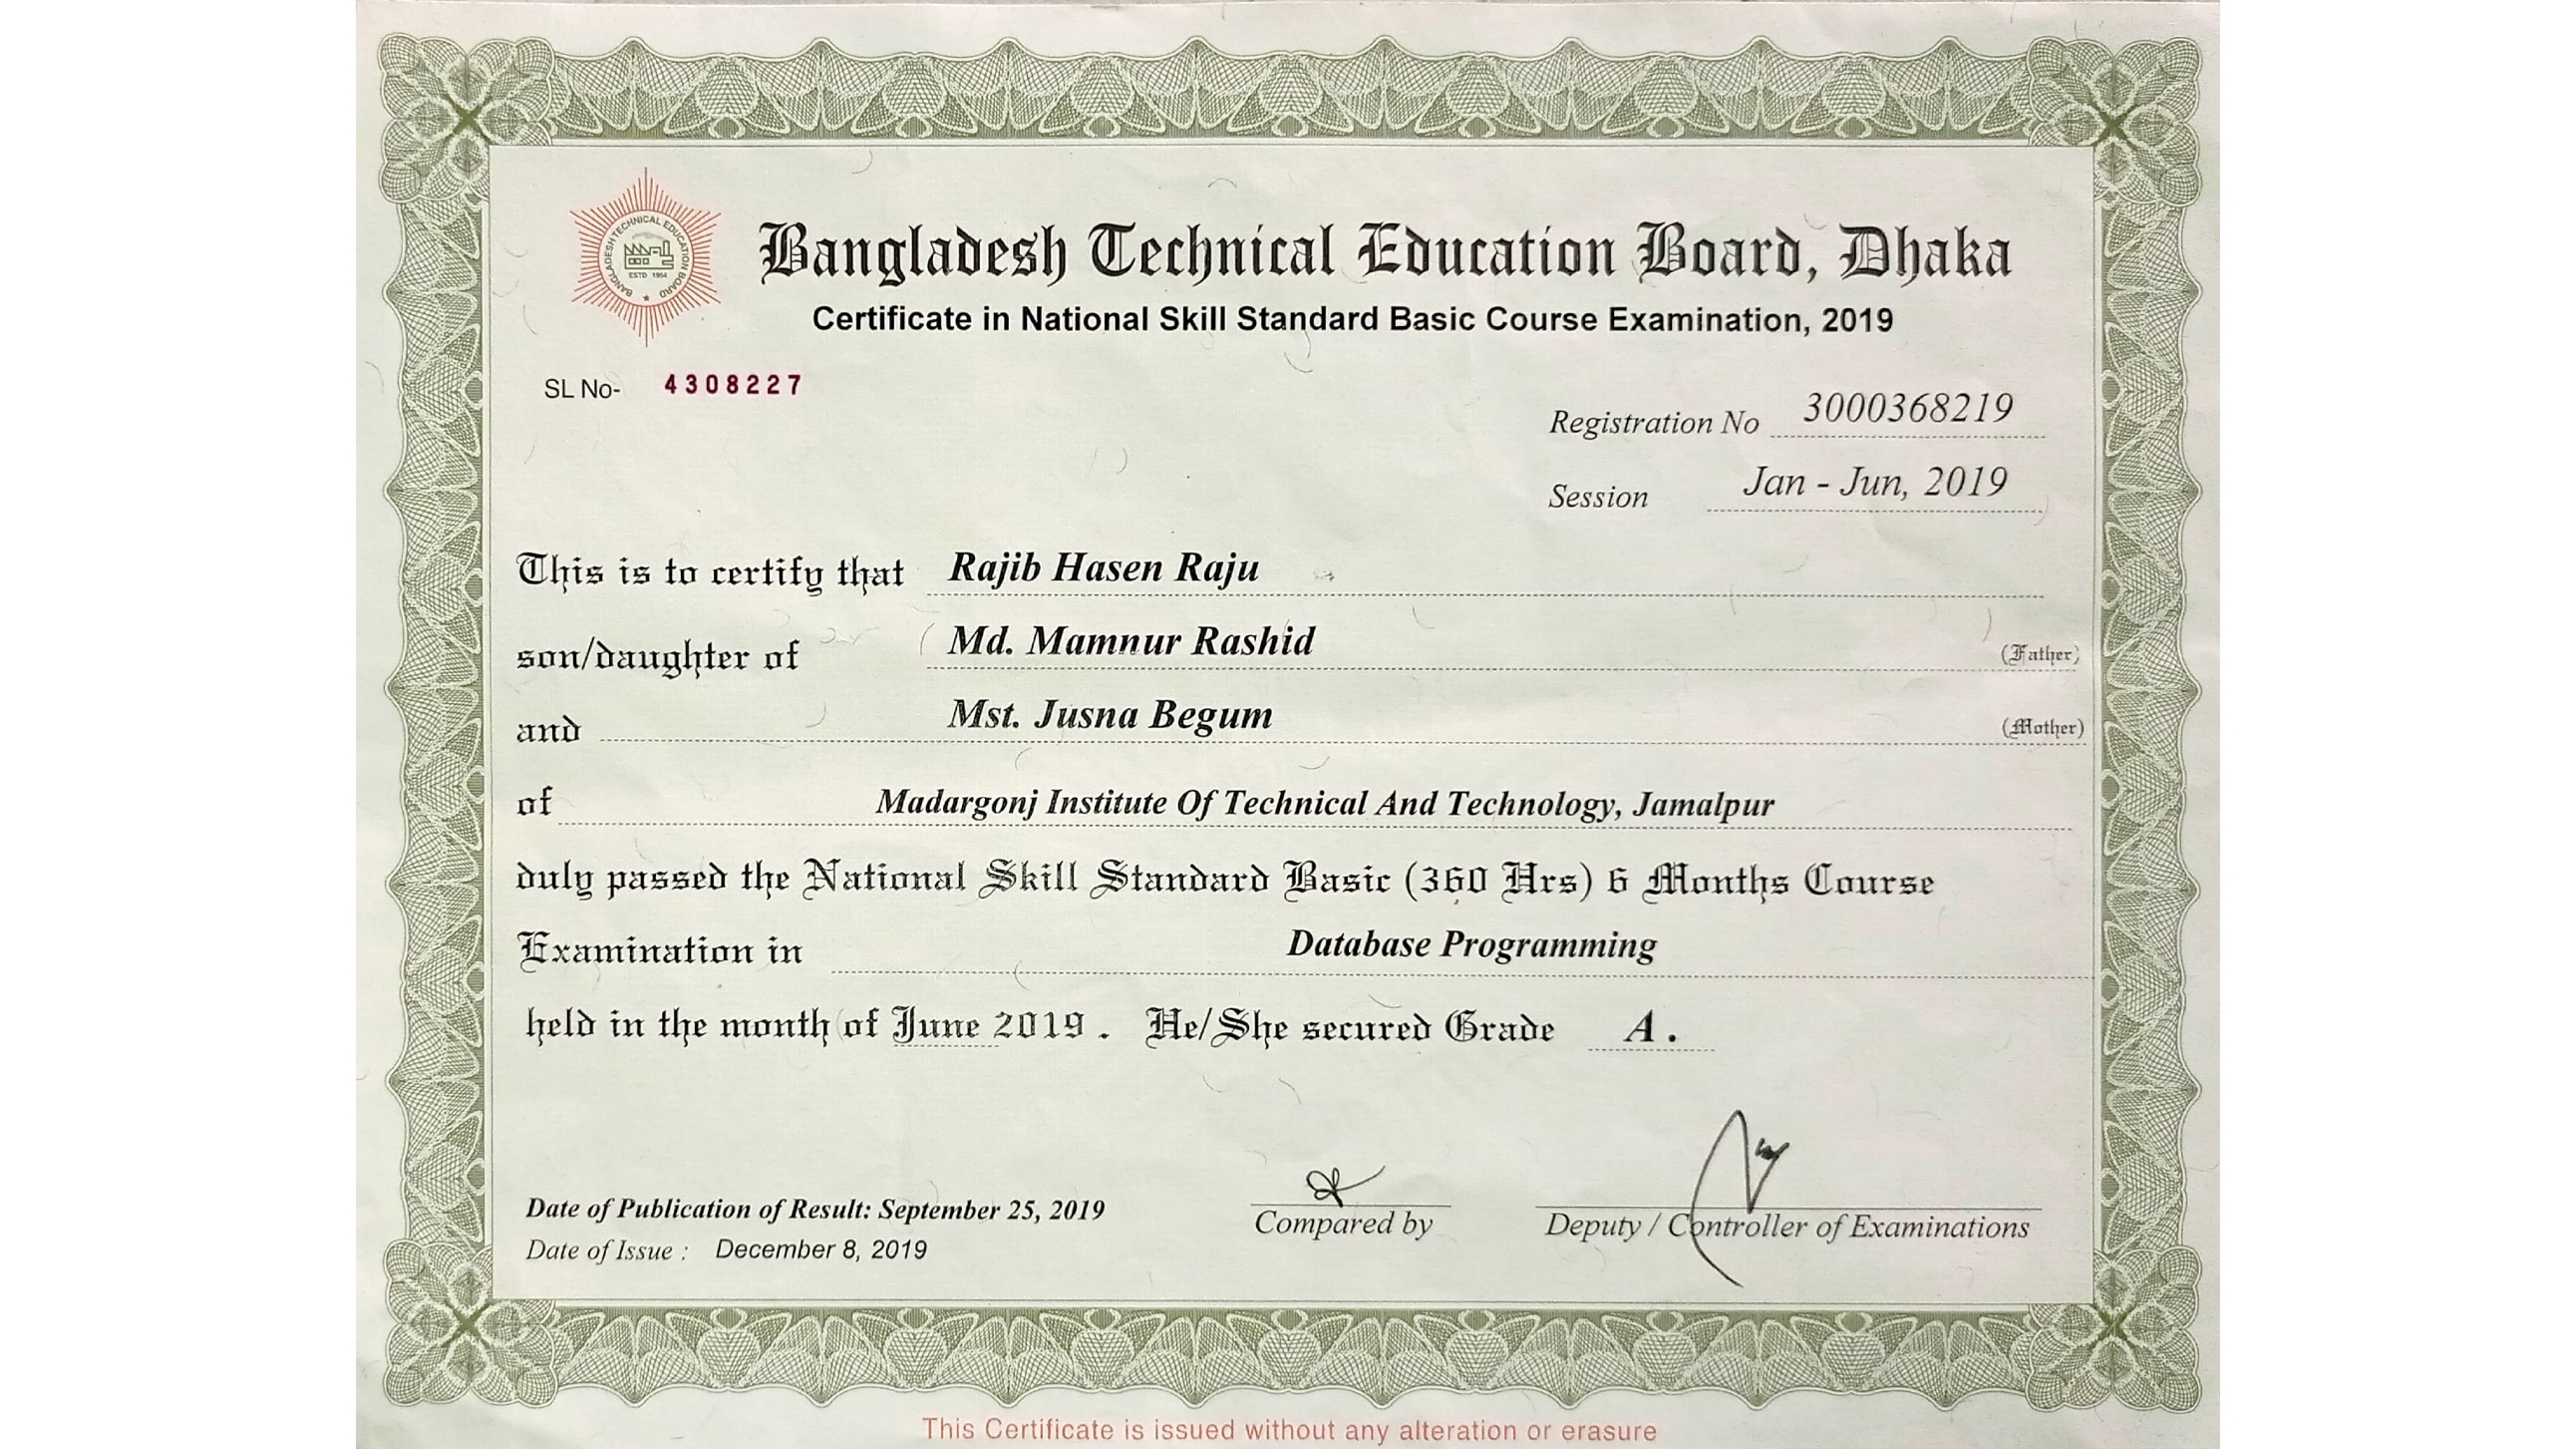 BANGLADESH TECHNICAL EDUCATION BOARD
ESTD 1954
Bangladesh Technical Education Board, Dhaka
Certificate in National Skill Standard Basic Course Examination, 2019
SL No- 4308227
Registration No 3000368219
Session Jan - Jun, 2019
This is to certify that Rajib Hasen Raju
son/daughter of Md. Mamnur Rashid (Father)
and Mst. Jusna Begum (Mother)
of Madargonj Institute Of Technical And Technology, Jamalpur
duly passed the National Skill Standard Basic (360 Hrs) 6 Months Course
Examination in Database Programming
held in the month of June 2019. He/She secured Grade A.
Date of Publication of Result: September 25, 2019
Compared by
Deputy / Controller of Examinations
Date of Issue : December 8, 2019
This Certificate is issued without any alteration or erasure